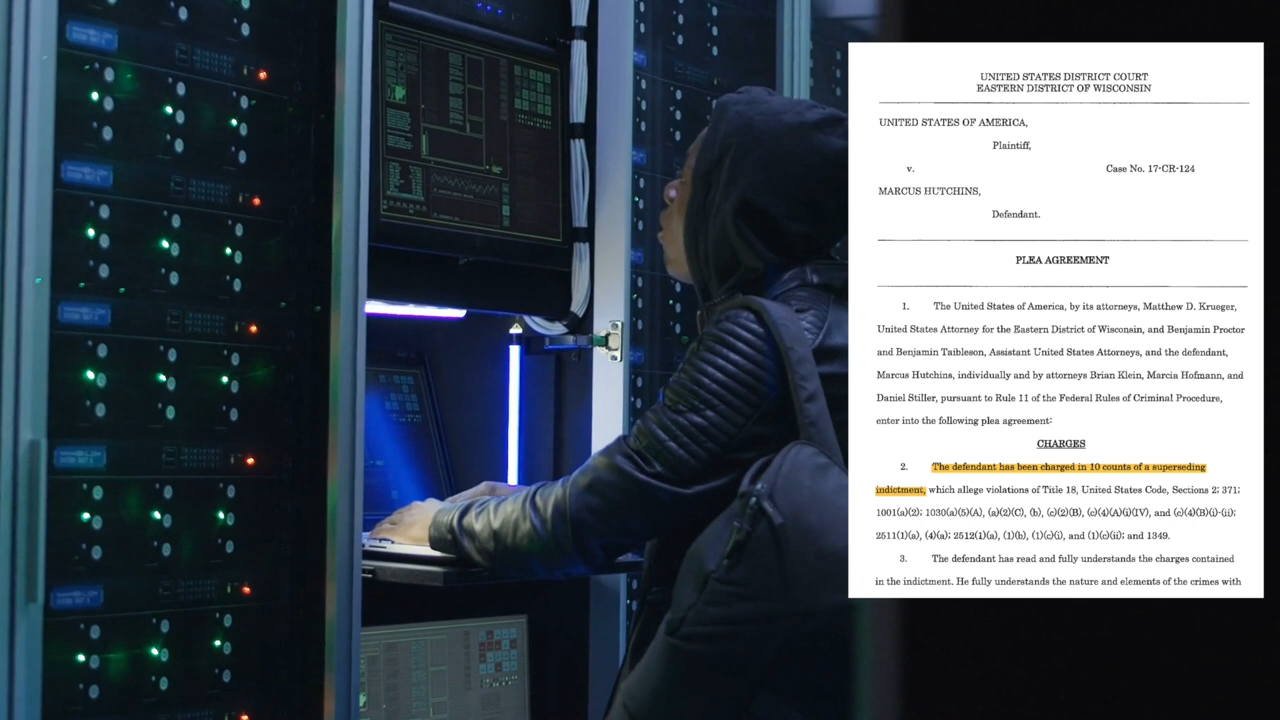 UNITED STATES DISTRICT COURT
EASTERN DISTRICT OF WISCONSIN
UNITED STATES OF AMERICA,
Plaintiff,
v.
Case No. 17-CR-124
MARCUS HUTCHINS,
Defendant.
PLEA AGREEMENT
1. The United States of America, by its attorneys, Matthew D. Krueger,
United States Attorney for the Eastern District of Wisconsin, and Benjamin Proctor
and Benjamin Taibleson, Assistant United States Attorneys, and the defendant,
Marcus Hutchins, individually and by attorneys Brian Klein, Marcia Hofmann, and
Daniel Stiller, pursuant to Rule 11 of the Federal Rules of Criminal Procedure,
enter into the following plea agreement:
CHARGES
2. The defendant has been charged in 10 counts of a superseding
indictment, which allege violations of Title 18, United States Code, Sections 2; 371;
1001(a)(2); 1030(a)(5)(A), (a)(2)(C), (b), (c)(2)(B), (c)(4)(A)(i)(IV), and (c)(4)(B)(i)-(ii);
2511(1)(a), (4)(a); 2512(1)(a), (1)(b), (1)(c)(i), and (1)(c)(ii); and 1349.
3. The defendant has read and fully understands the charges contained
in the indictment. He fully understands the nature and elements of the crimes with